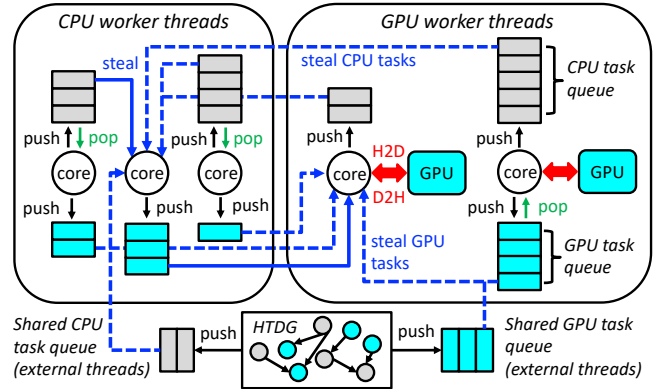 CPU worker threads
GPU worker threads
steal
steal CPU tasks
CPU task
queue
push
pop
push
pop
push
push
H2D
core
core
core
core
GPU
core
GPU
D2H
push
push
push
push
pop
steal GPU
tasks
GPU task
queue
Shared CPU
task queue
(external threads)
push
HTDG
push
Shared GPU task
queue
(external threads)